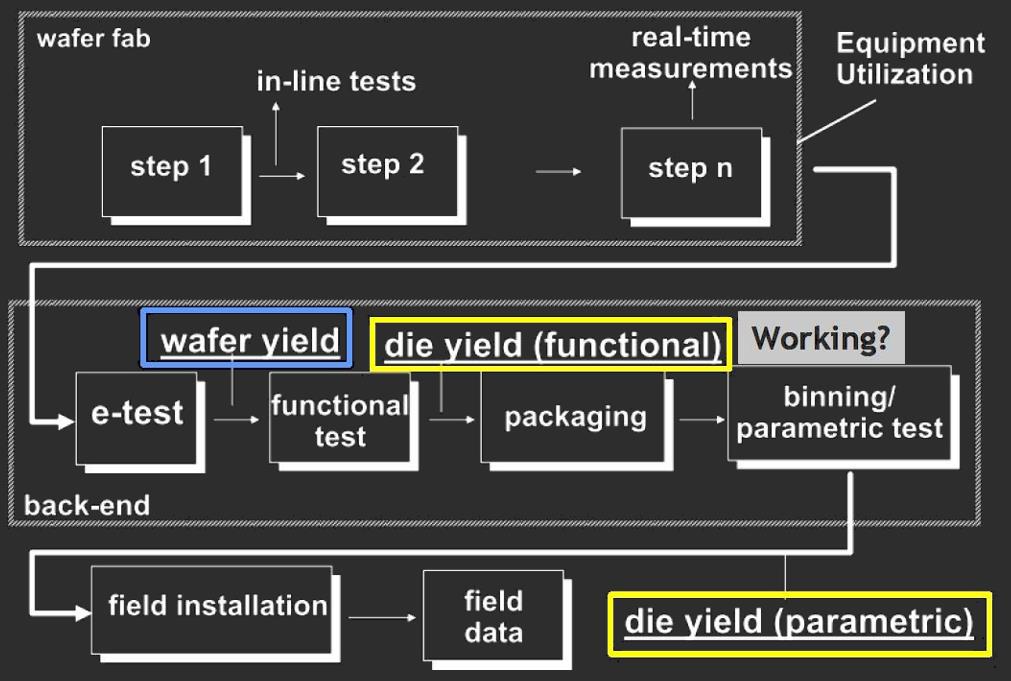 wafer fab
in-line tests
real-time
measurements
Equipment
Utilization
step 1
step 2
step n
wafer yield
die yield (functional)
Working?
e-test
functional
test
packaging
binning/
parametric test
back-end
field installation
field
data
die yield (parametric)